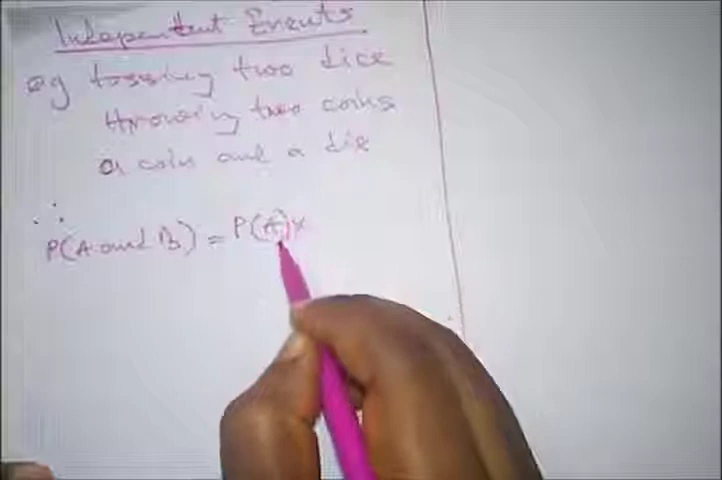 Independent Events
eg tossing two dice
throwing two coins
a coin and a die
∴
P(A and B) = P(A) x